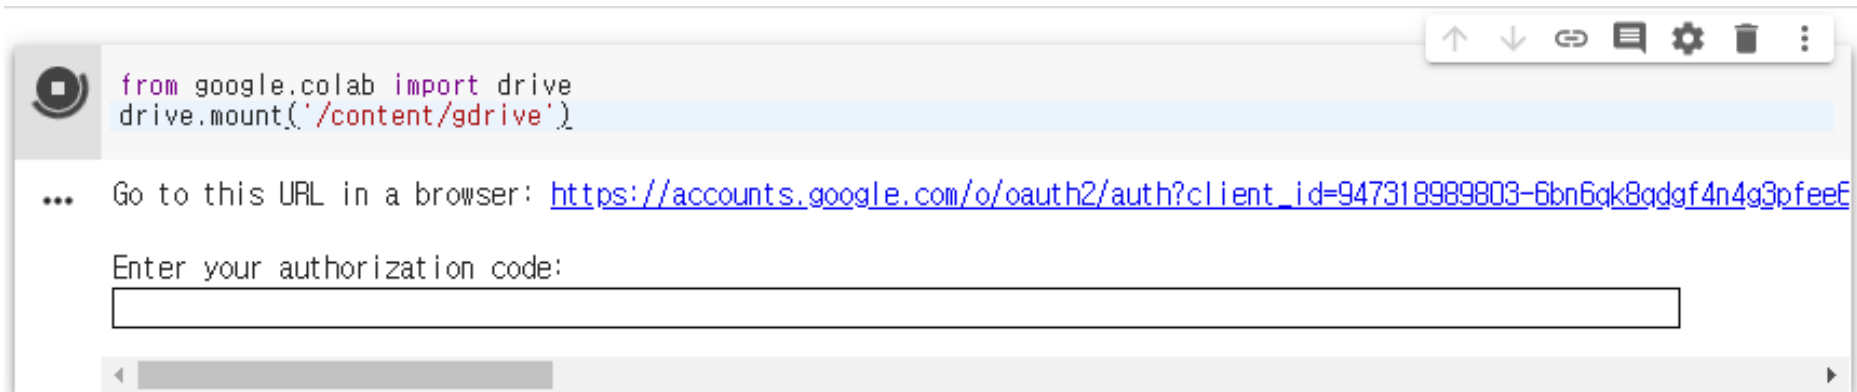 from google.colab import drive
drive.mount('/content/gdrive')
Go to this URL in a browser: https://accounts.google.com/o/oauth2/auth?client_id=947318989803-6bn6qk8qdgf4n4g3pfee6
Enter your authorization code: